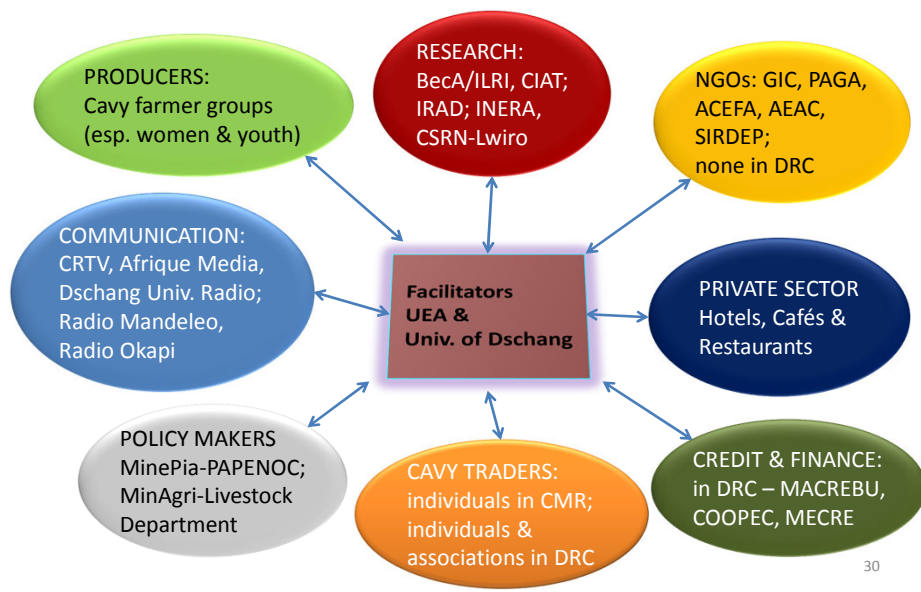 PRODUCERS:
Cavy farmer groups
(esp. women & youth)
RESEARCH:
BecA/ILRI, CIAT;
IRAD; INERA,
CSRN-Lwiro
NGOs: GIC, PAGA,
ACEFA, AEAC,
SIRDEP;
none in DRC
COMMUNICATION:
CRTV, Afrique Media,
Dschang Univ. Radio;
Radio Mandeleo,
Radio Okapi
Facilitators
UEA &
Univ. of Dschang
PRIVATE SECTOR
Hotels, Cafés &
Restaurants
POLICY MAKERS
MinePia-PAPENOC;
MinAgri-Livestock
Department
CAVY TRADERS:
individuals in CMR;
individuals &
associations in DRC
CREDIT & FINANCE:
in DRC – MACREBU,
COOPEC, MECRE
30